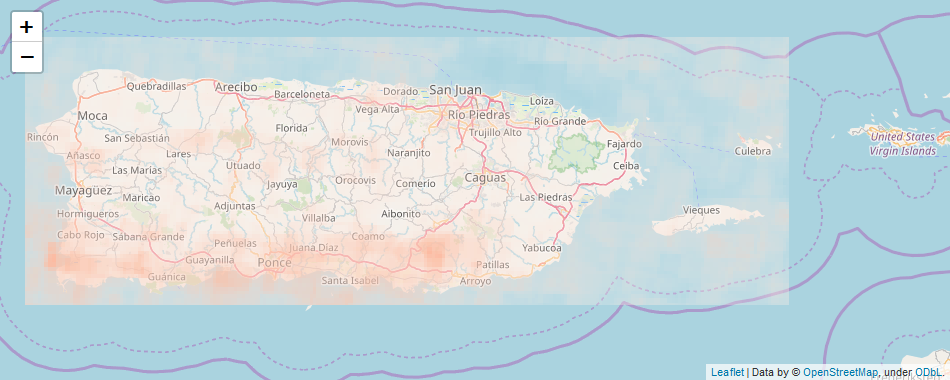 +
−
Quebradillas
Arecibo
Barceloneta
Dorado
San Juan
Loíza
Moca
Vega Alta
Río Piedras
Río Grande
Rincón
San Sebastián
Florida
Morovis
Trujillo Alto
Fajardo
United States
Virgin Islands
Añasco
Lares
Utuado
Naranjito
Culebra
Las Marías
Ceiba
Mayagüez
Maricao
Jayuya
Orocovis
Comerio
Caguas
Las Piedras
Hormigueros
Adjuntas
Villalba
Aibonito
Vieques
Cabo Rojo
Sabana Grande
Peñuelas
Juana Diaz
Coamo
Yabucoa
Guánica
Guayanilla
Ponce
Santa Isabel
Patillas
Arroyo
Leaflet | Data by © OpenStreetMap, under ODbL.